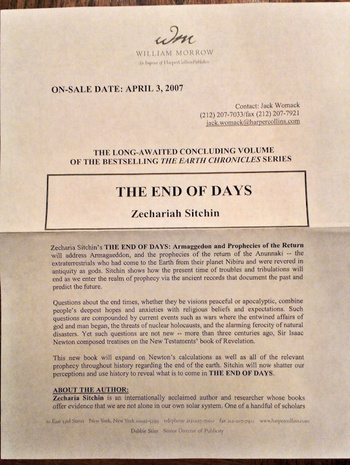 Wm
WILLIAM MORROW
An Imprint of HarperCollinsPublishers
ON-SALE DATE: APRIL 3, 2007
Contact: Jack Womack
(212) 207-7033/fax (212) 207-7921
jack.womack@harpercollins.com
THE LONG-AWAITED CONCLUDING VOLUME
OF THE BESTSELLING THE EARTH CHRONICLES SERIES
THE END OF DAYS
Zechariah Sitchin
Zecharia Sitchin's THE END OF DAYS: Armaggedon and Prophecies of the Return
will address Armageddon, and the prophecies of the return of the Anunnaki -- the
extraterrestrials who had come to the Earth from their planet Nibiru and were revered in
antiquity as gods. Sitchin shows how the present time of troubles and tribulations will
end as we enter the realm of prophecy via the ancient records that document the past and
predict the future.
Questions about the end times, whether they be visions peaceful or apocalyptic, combine
people's deepest hopes and anxieties with religious beliefs and expectations. Such
questions are compounded by current events such as wars where the entwined affairs of
god and man began, the threats of nuclear holocausts, and the alarming ferocity of natural
disasters. Yet such questions are not new -- more than three centuries ago, Sir Isaac
Newton composed treatises on the New Testaments' book of Revelation.
This new book will expand on Newton's calculations as well as all of the relevant
prophecy throughout history regarding the end of the earth. Sitchin will now shatter our
perceptions and use history to reveal what is to come in THE END OF DAYS.
ABOUT THE AUTHOR:
Zecharia Sitchin is an internationally acclaimed author and researcher whose books
offer evidence that we are not alone in our own solar system. One of a handful of scholars
10 East 53rd Street New York, New York telephone fax www.harpercollins.com
Debbie Stier Senior Director of Publicity